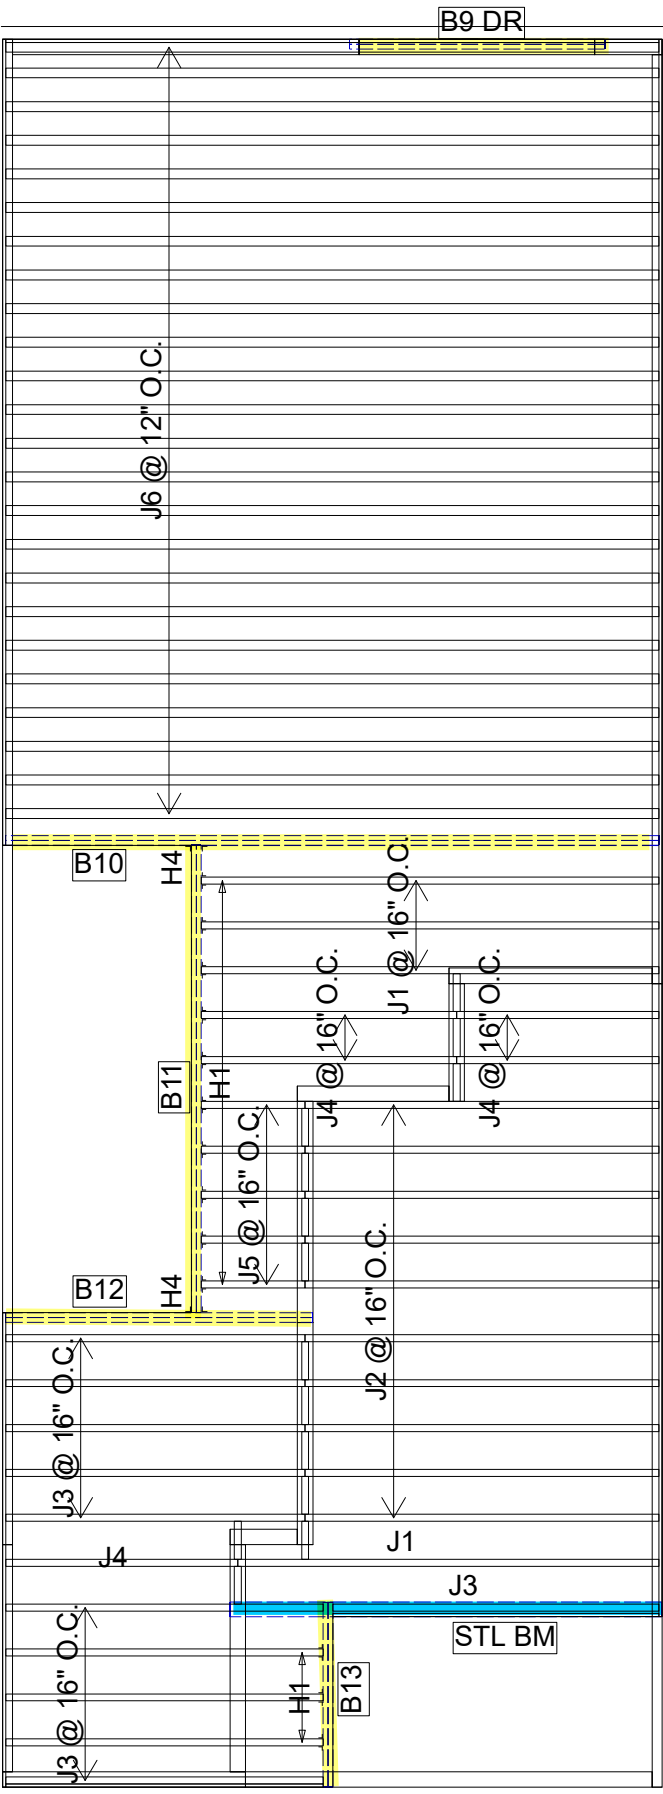 B9 DR
J6 @ 12" O.C.
B10
H4
J1 @ 16" O.C.
J4 @ 16" O.C.
J4 @ 16" O.C.
B11
H1
J5 @ 16" O.C.
J2 @ 16" O.C.
B12
H4
J3 @ 16" O.C.
J1
J4
J3
STL BM
J3 @ 16" O.C.
H1
B13